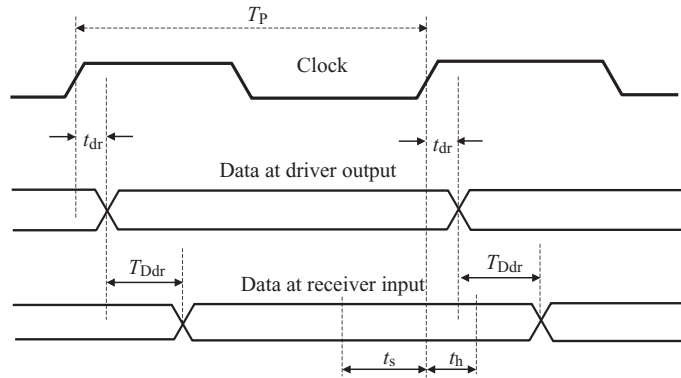 T_P
Clock
t_dr t_dr
Data at driver output
T_Ddr T_Ddr
Data at receiver input
t_s t_h